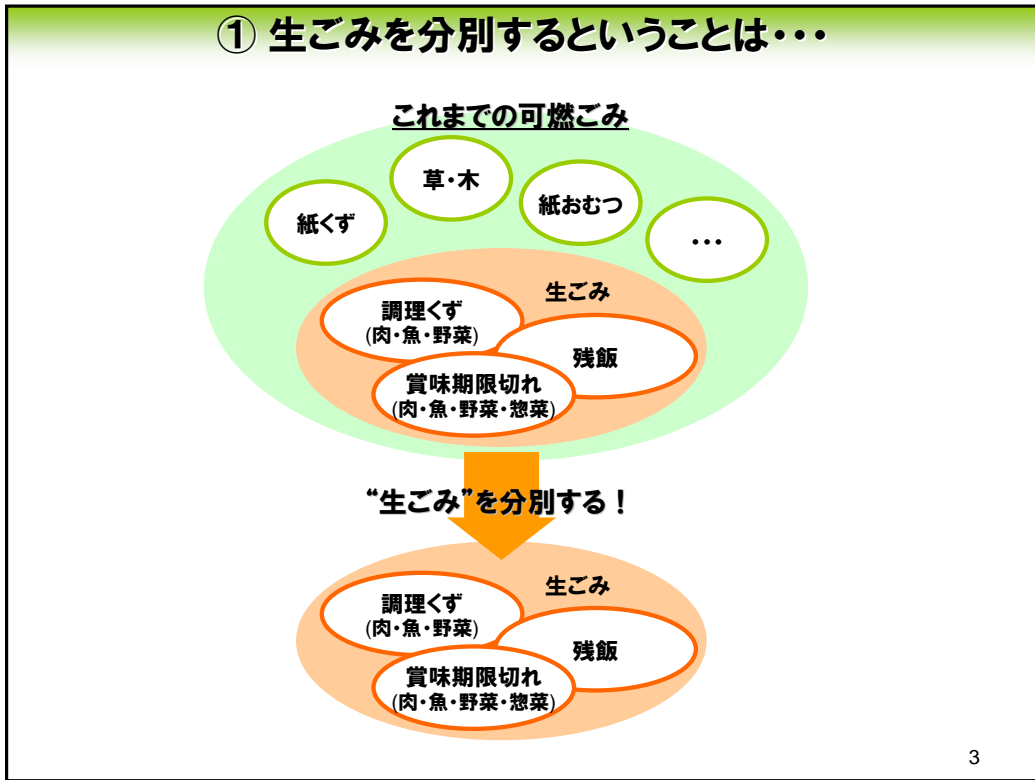 ① 生ごみを分別するということは・・・
これまでの可燃ごみ
草・木
紙おむつ
紙くず
・・・
生ごみ
調理くず
(肉・魚・野菜)
残飯
賞味期限切れ
(肉・魚・野菜・惣菜)
“生ごみ”を分別する！
生ごみ
調理くず
(肉・魚・野菜)
残飯
賞味期限切れ
(肉・魚・野菜・惣菜)
3